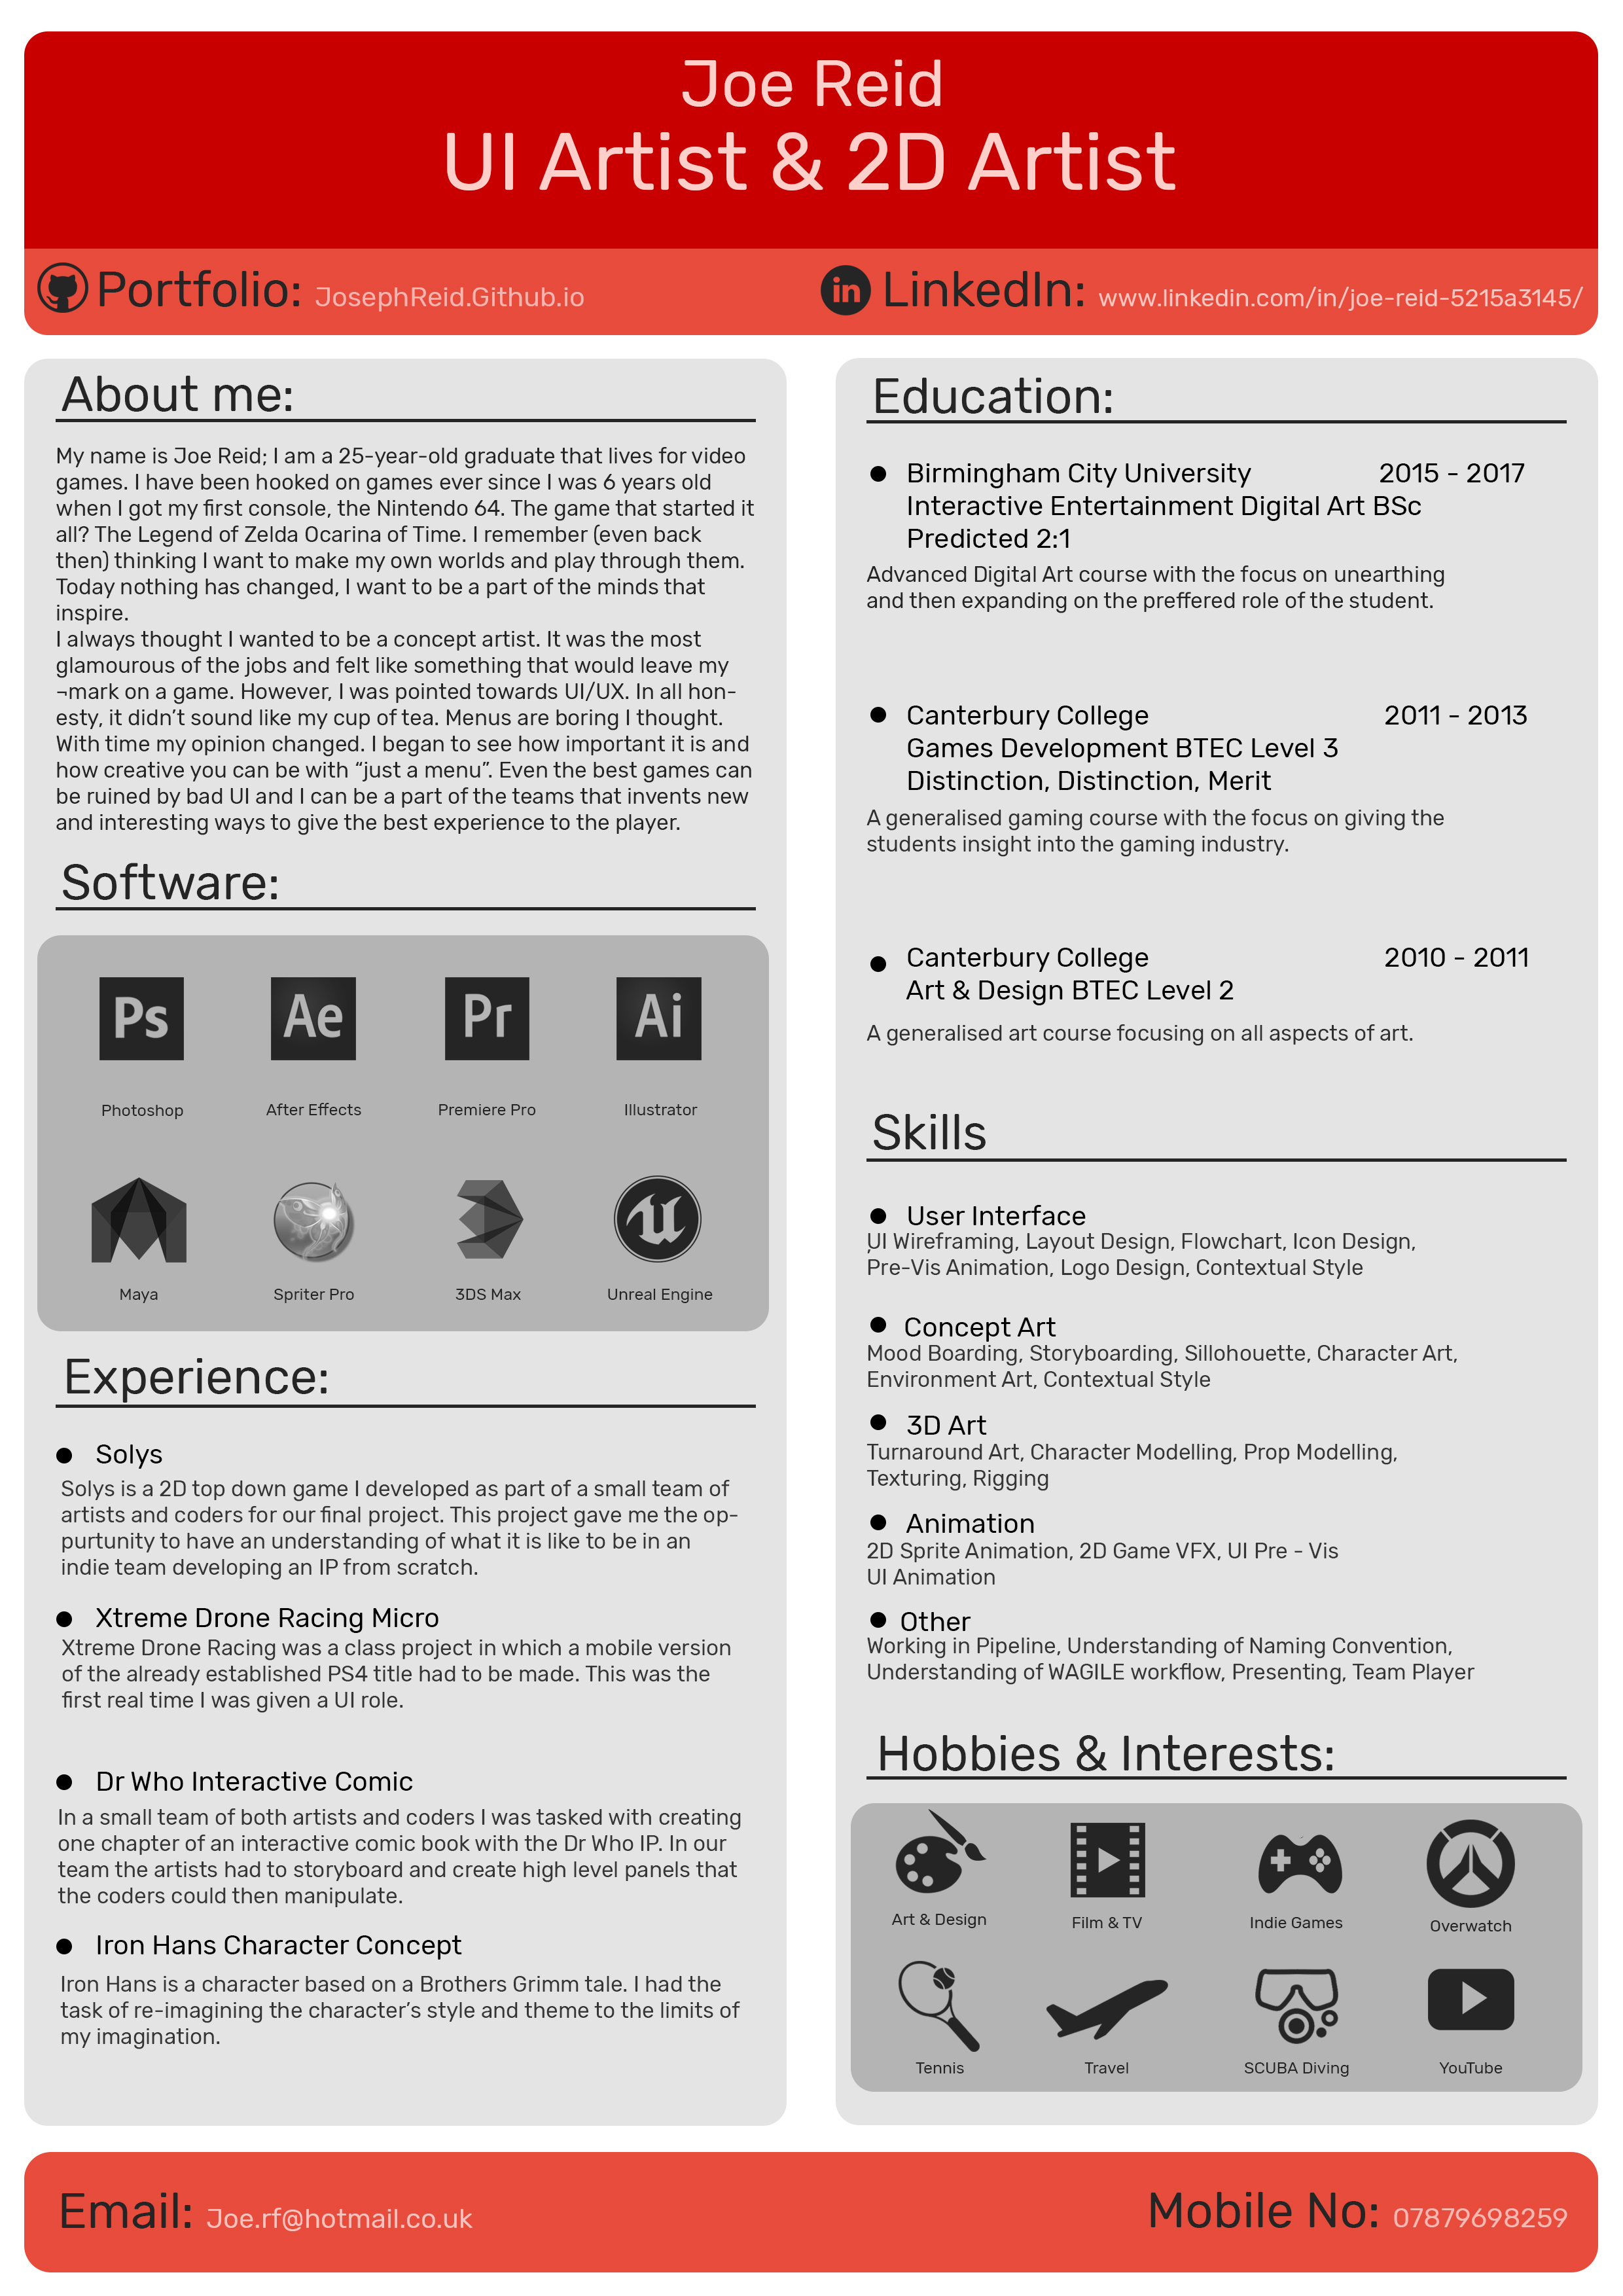 Joe Reid
UI Artist & 2D Artist
Portfolio: JosephReid.Github.io
LinkedIn: www.linkedin.com/in/joe-reid-5215a3145/
About me:
My name is Joe Reid; I am a 25-year-old graduate that lives for video
games. I have been hooked on games ever since I was 6 years old
when I got my first console, the Nintendo 64. The game that started it
all? The Legend of Zelda Ocarina of Time. I remember (even back
then) thinking I want to make my own worlds and play through them.
Today nothing has changed, I want to be a part of the minds that
inspire.
I always thought I wanted to be a concept artist. It was the most
glamourous of the jobs and felt like something that would leave my
¬mark on a game. However, I was pointed towards UI/UX. In all hon-
esty, it didn’t sound like my cup of tea. Menus are boring I thought.
With time my opinion changed. I began to see how important it is and
how creative you can be with “just a menu”. Even the best games can
be ruined by bad UI and I can be a part of the teams that invents new
and interesting ways to give the best experience to the player.
Software:
Ps Ae Pr Ai
Photoshop After Effects Premiere Pro Illustrator
Maya Spriter Pro 3DS Max Unreal Engine
Experience:
Solys
Solys is a 2D top down game I developed as part of a small team of
artists and coders for our final project. This project gave me the op-
purtunity to have an understanding of what it is like to be in an
indie team developing an IP from scratch.
Xtreme Drone Racing Micro
Xtreme Drone Racing was a class project in which a mobile version
of the already established PS4 title had to be made. This was the
first real time I was given a UI role.
Dr Who Interactive Comic
In a small team of both artists and coders I was tasked with creating
one chapter of an interactive comic book with the Dr Who IP. In our
team the artists had to storyboard and create high level panels that
the coders could then manipulate.
Iron Hans Character Concept
Iron Hans is a character based on a Brothers Grimm tale. I had the
task of re-imagining the character’s style and theme to the limits of
my imagination.
Education:
Birmingham City University 2015 - 2017
Interactive Entertainment Digital Art BSc
Predicted 2:1
Advanced Digital Art course with the focus on unearthing
and then expanding on the preffered role of the student.
Canterbury College 2011 - 2013
Games Development BTEC Level 3
Distinction, Distinction, Merit
A generalised gaming course with the focus on giving the
students insight into the gaming industry.
Canterbury College 2010 - 2011
Art & Design BTEC Level 2
A generalised art course focusing on all aspects of art.
Skills
User Interface
UI Wireframing, Layout Design, Flowchart, Icon Design,
Pre-Vis Animation, Logo Design, Contextual Style
Concept Art
Mood Boarding, Storyboarding, Sillohouette, Character Art,
Environment Art, Contextual Style
3D Art
Turnaround Art, Character Modelling, Prop Modelling,
Texturing, Rigging
Animation
2D Sprite Animation, 2D Game VFX, UI Pre - Vis
UI Animation
Other
Working in Pipeline, Understanding of Naming Convention,
Understanding of WAGILE workflow, Presenting, Team Player
Hobbies & Interests:
Art & Design Film & TV Indie Games Overwatch
Tennis Travel SCUBA Diving YouTube
Email: Joe.rf@hotmail.co.uk
Mobile No: 07879698259